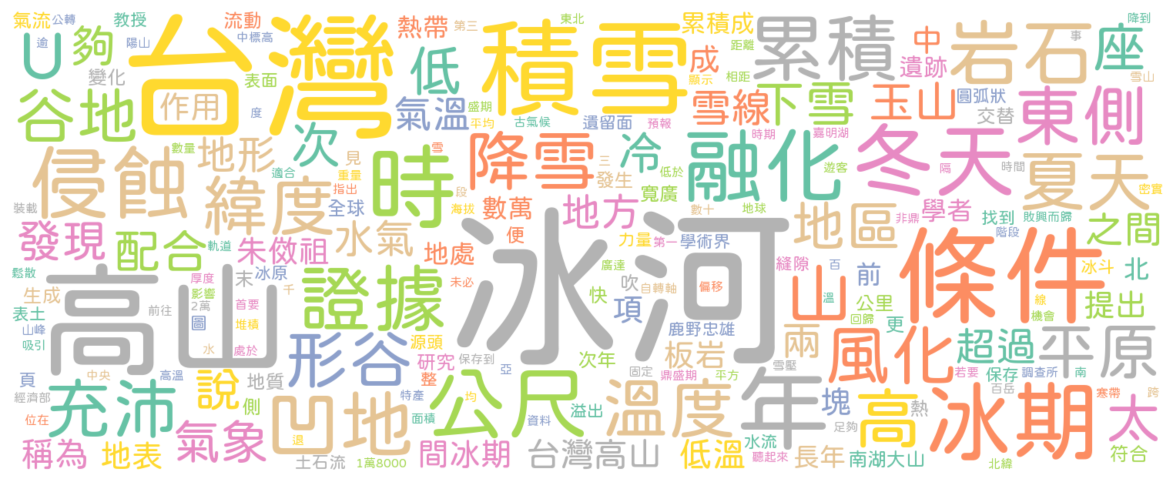 氣流
公轉
教授
流動
熱帶
第三
東北
累積成
降到
逾
陽山
中標高
夠
台灣
低
積雪
成
距離
累積
中
岩石
事
座
U
變化
表面
顯示
相距
遺跡
雪山
谷地
作用
度
氣溫
盛期
平均
古氣候
遺留面
雪線
預報
下雪
玉山
圓弧狀
交替
東側
數量
地形
次
見
時
雪
降雪
三
冷
時期
嘉明湖
融化
遊客
冬天
隔
時間
夏天
密實
侵蝕
適合
重量
發生
低於
裝載
緯度
指出
全球
段
海拔
數萬
寬廣
地方
數十
地球
地區
非鼎
學者
找到
敗興而歸
之間
發現
配合
軌道
朱傚祖
水氣
地處
便
力量
第一
學術界
階段
鬆散
高山
厚度
末
冰原
證據
未必
冰河
廣達
縫隙
百
山
前
條件
冰斗
北
生成
影響
2萬
首要
千
吹
自轉軸
偏移
溫
公里
線
機會
提出
表土
前往
圖
堆積
快
項
回歸
山峰
吸引
水
處於
形谷
源頭
鹿野忠雄
更
兩
風化
超過
平原
頁
中央
高溫
研究
保存到
次年
板岩
雪壓
保存
調查所
南
經濟部
充沛
說
地質
整
亞
公尺
固定
鼎盛期
平方
年
若要
百岳
寒帶
跨
側
凹地
特產
均
溫度
塊
熱
高
冰期
太
位在
面積
資料
溢出
足夠
稱為
地表
氣象
退
土石流
1萬8000
間冰期
台灣高山
低溫
水流
聽起來
長年
南湖大山
北緯
符合